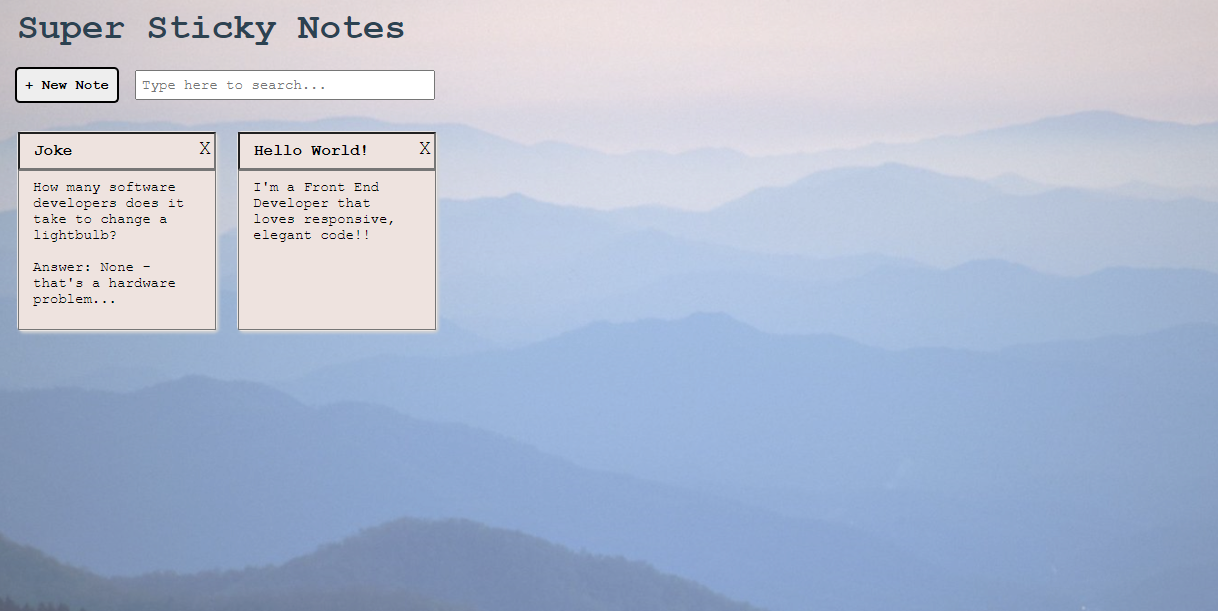 Super Sticky Notes
+ New Note
Type here to search...
Joke X
How many software
developers does it
take to change a
lightbulb?
Answer: None -
that's a hardware
problem...
Hello World! X
I'm a Front End
Developer that
loves responsive,
elegant code!!